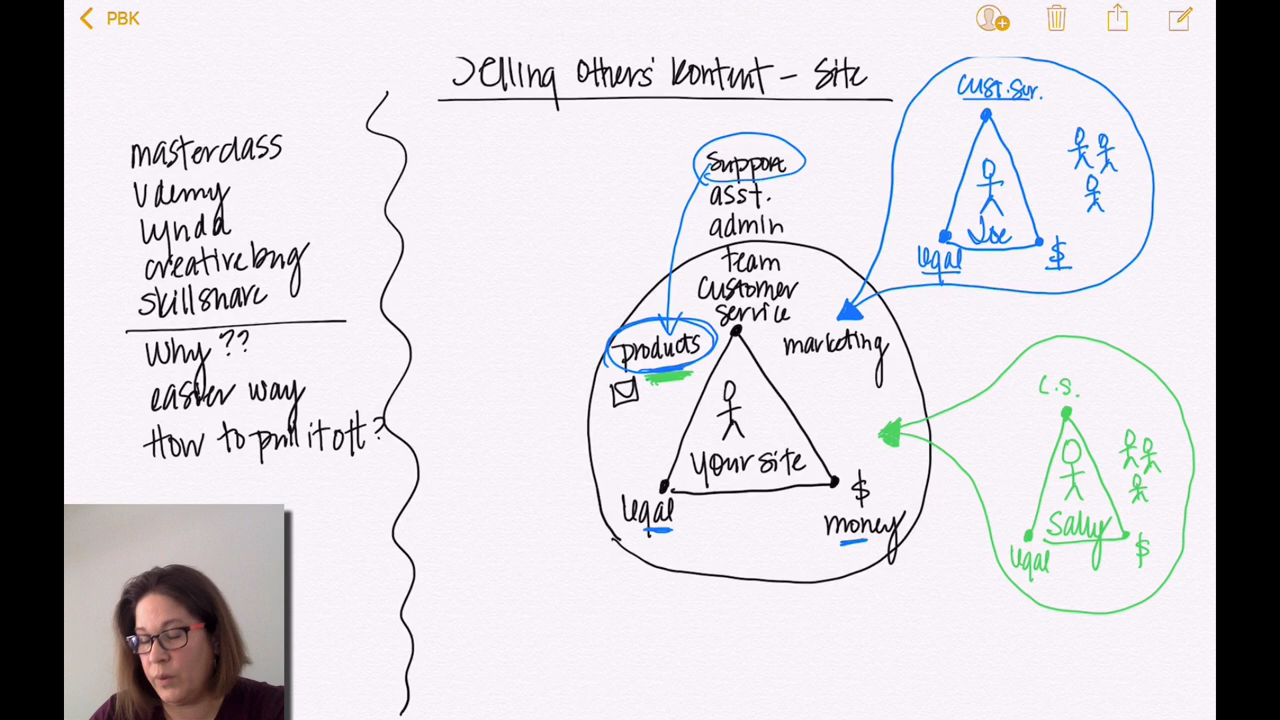 PBK
Selling Others' Kontent - Site
masterclass
Udemy
lynda
creativebug
skillshare
Why ??
easier way
How to pull it off?
support
asst.
admin
team
customer
service
products
marketing
your site
legal
$
money
cust. sur.
Joe
legal
$
C.S.
Sally
legal
$